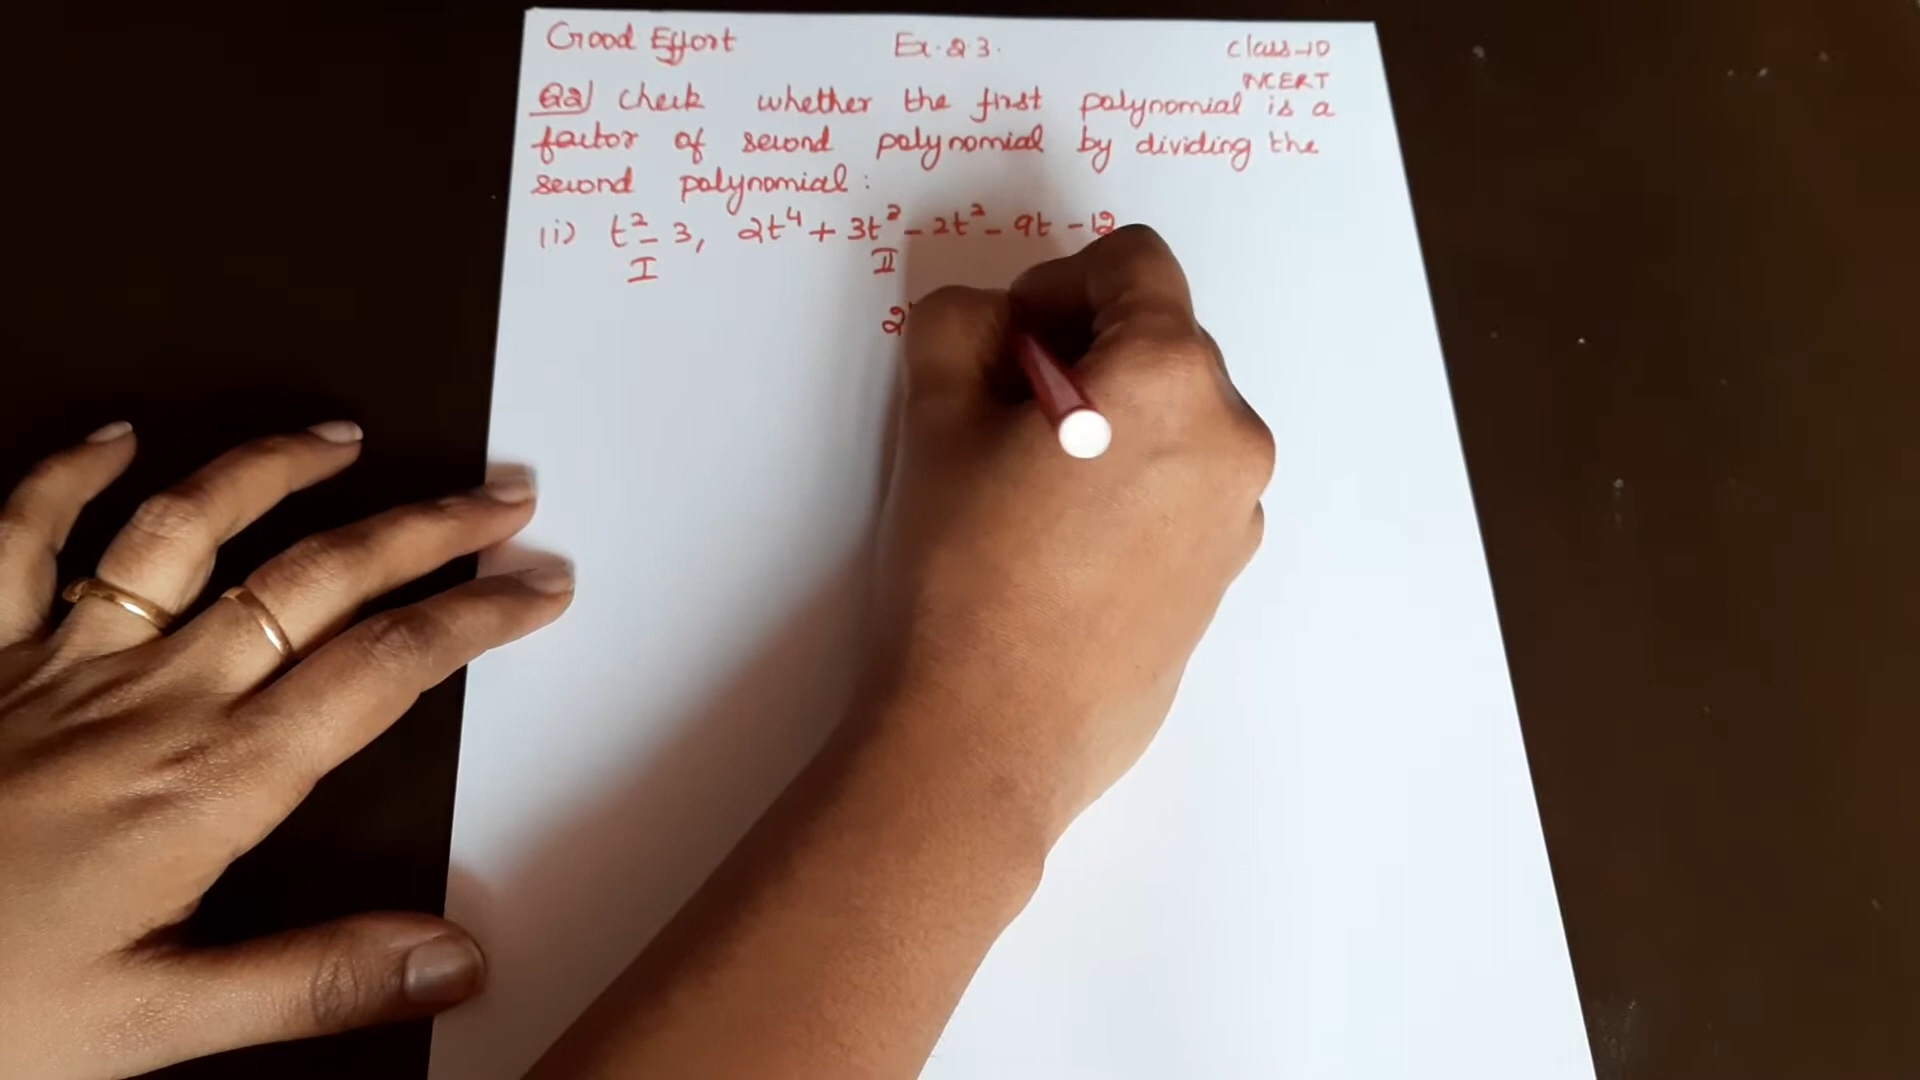 Good Effort Ex. 2.3. Class-10
NCERT
Q2) Check whether the first polynomial is a
factor of second polynomial by dividing the
second polynomial :
(i) t² - 3, 2t⁴ + 3t³ - 2t² - 9t - 12
I II
2